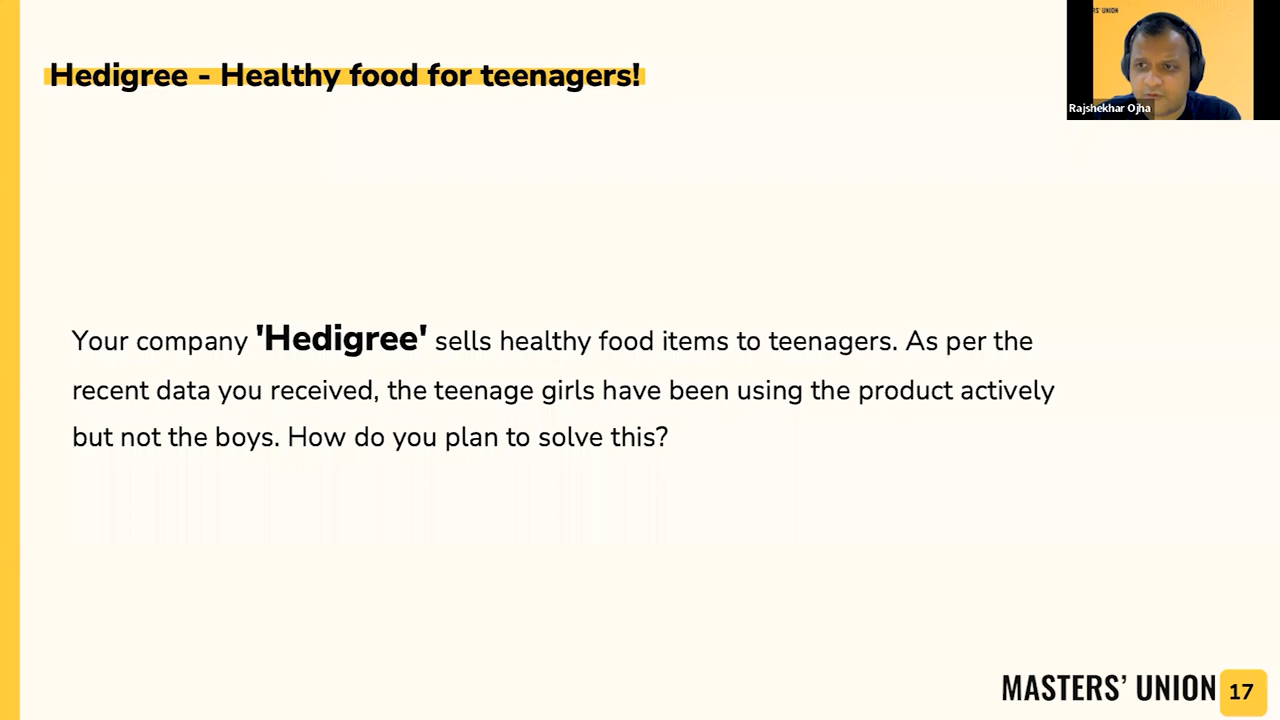 RS' UNION
Hedigree - Healthy food for teenagers!
Rajshekhar Ojha
Your company 'Hedigree' sells healthy food items to teenagers. As per the
recent data you received, the teenage girls have been using the product actively
but not the boys. How do you plan to solve this?
MASTERS' UNION 17